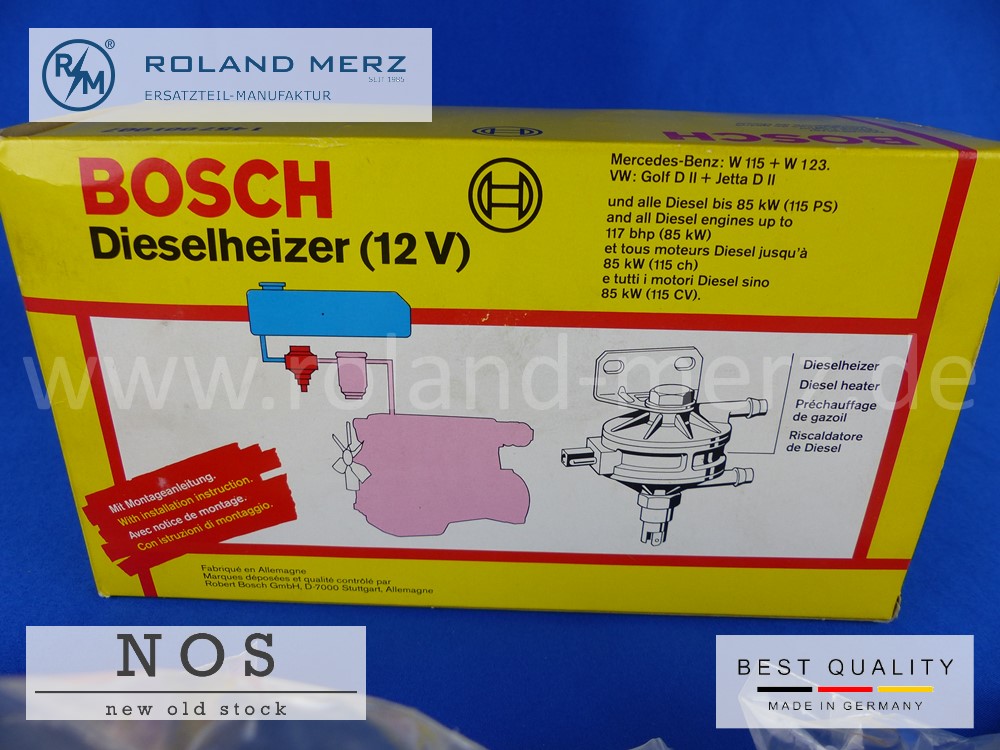 RM®
ROLAND MERZ
SEIT 1985
ERSATZTEIL-MANUFAKTUR
BOSCH
BOSCH
Dieselheizer (12 V)
Mercedes-Benz: W 115 + W 123.
VW: Golf D II + Jetta D II
und alle Diesel bis 85 kW (115 PS)
and all Diesel engines up to
117 bhp (85 kW)
et tous moteurs Diesel jusqu'à
85 kW (115 ch)
e tutti i motori Diesel sino
85 kW (115 CV).
www.roland-merz.de
Dieselheizer
Diesel heater
Préchauffage
de gazoil
Riscaldatore
de Diesel
Mit Montageanleitung.
With installation instruction.
Avec notice de montage.
Con istruzioni di montaggio.
Fabriqué en Allemagne
Marques déposées et qualité contrôlé par
Robert Bosch GmbH, D-7000 Stuttgart, Allemagne
NOS
new old stock
BEST QUALITY
MADE IN GERMANY